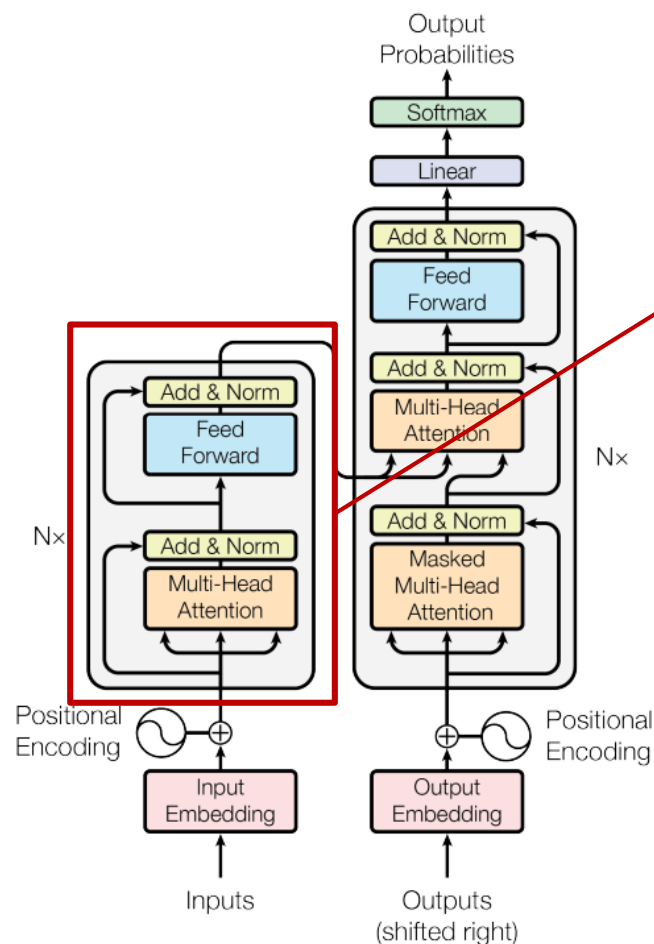 Output
Probabilities
Softmax
Linear
Add & Norm
Feed
Forward
Add & Norm
Multi-Head
Attention
N×
Add & Norm
Masked
Multi-Head
Attention
Add & Norm
Feed
Forward
N×
Add & Norm
Multi-Head
Attention
Positional
Encoding
Positional
Encoding
Input
Embedding
Output
Embedding
Inputs
Outputs
(shifted right)